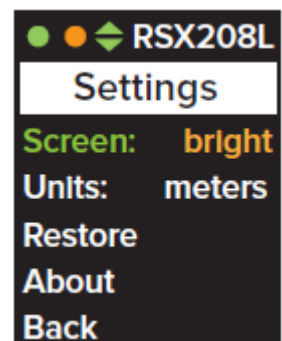 RSX208L
Settings
Screen: bright
Units: meters
Restore
About
Back